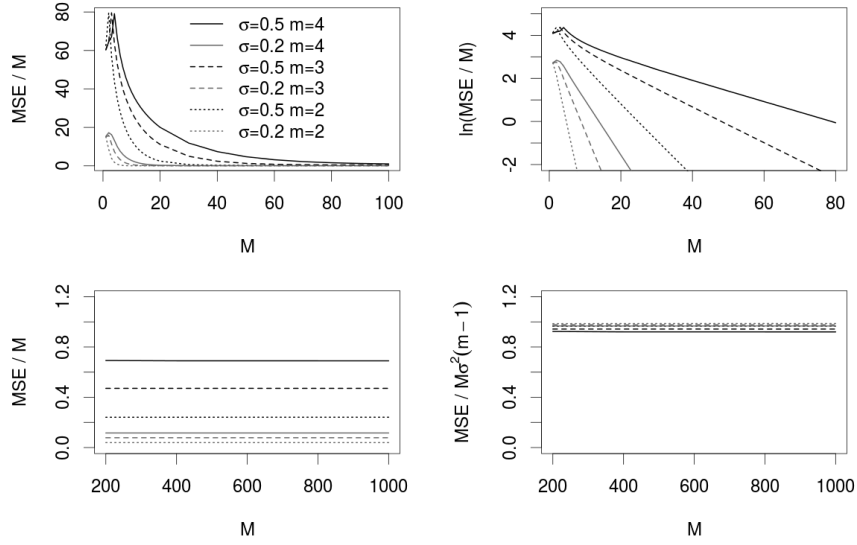 MSE / M
80
60
40
20
0
σ=0.5 m=4
σ=0.2 m=4
σ=0.5 m=3
σ=0.2 m=3
σ=0.5 m=2
σ=0.2 m=2
0 20 40 60 80 100
M
ln(MSE / M)
4
2
0
-2
0 20 40 60 80
M
MSE / M
1.2
0.8
0.4
0.0
200 400 600 800 1000
M
MSE / Mσ²(m − 1)
1.2
0.8
0.4
0.0
200 400 600 800 1000
M